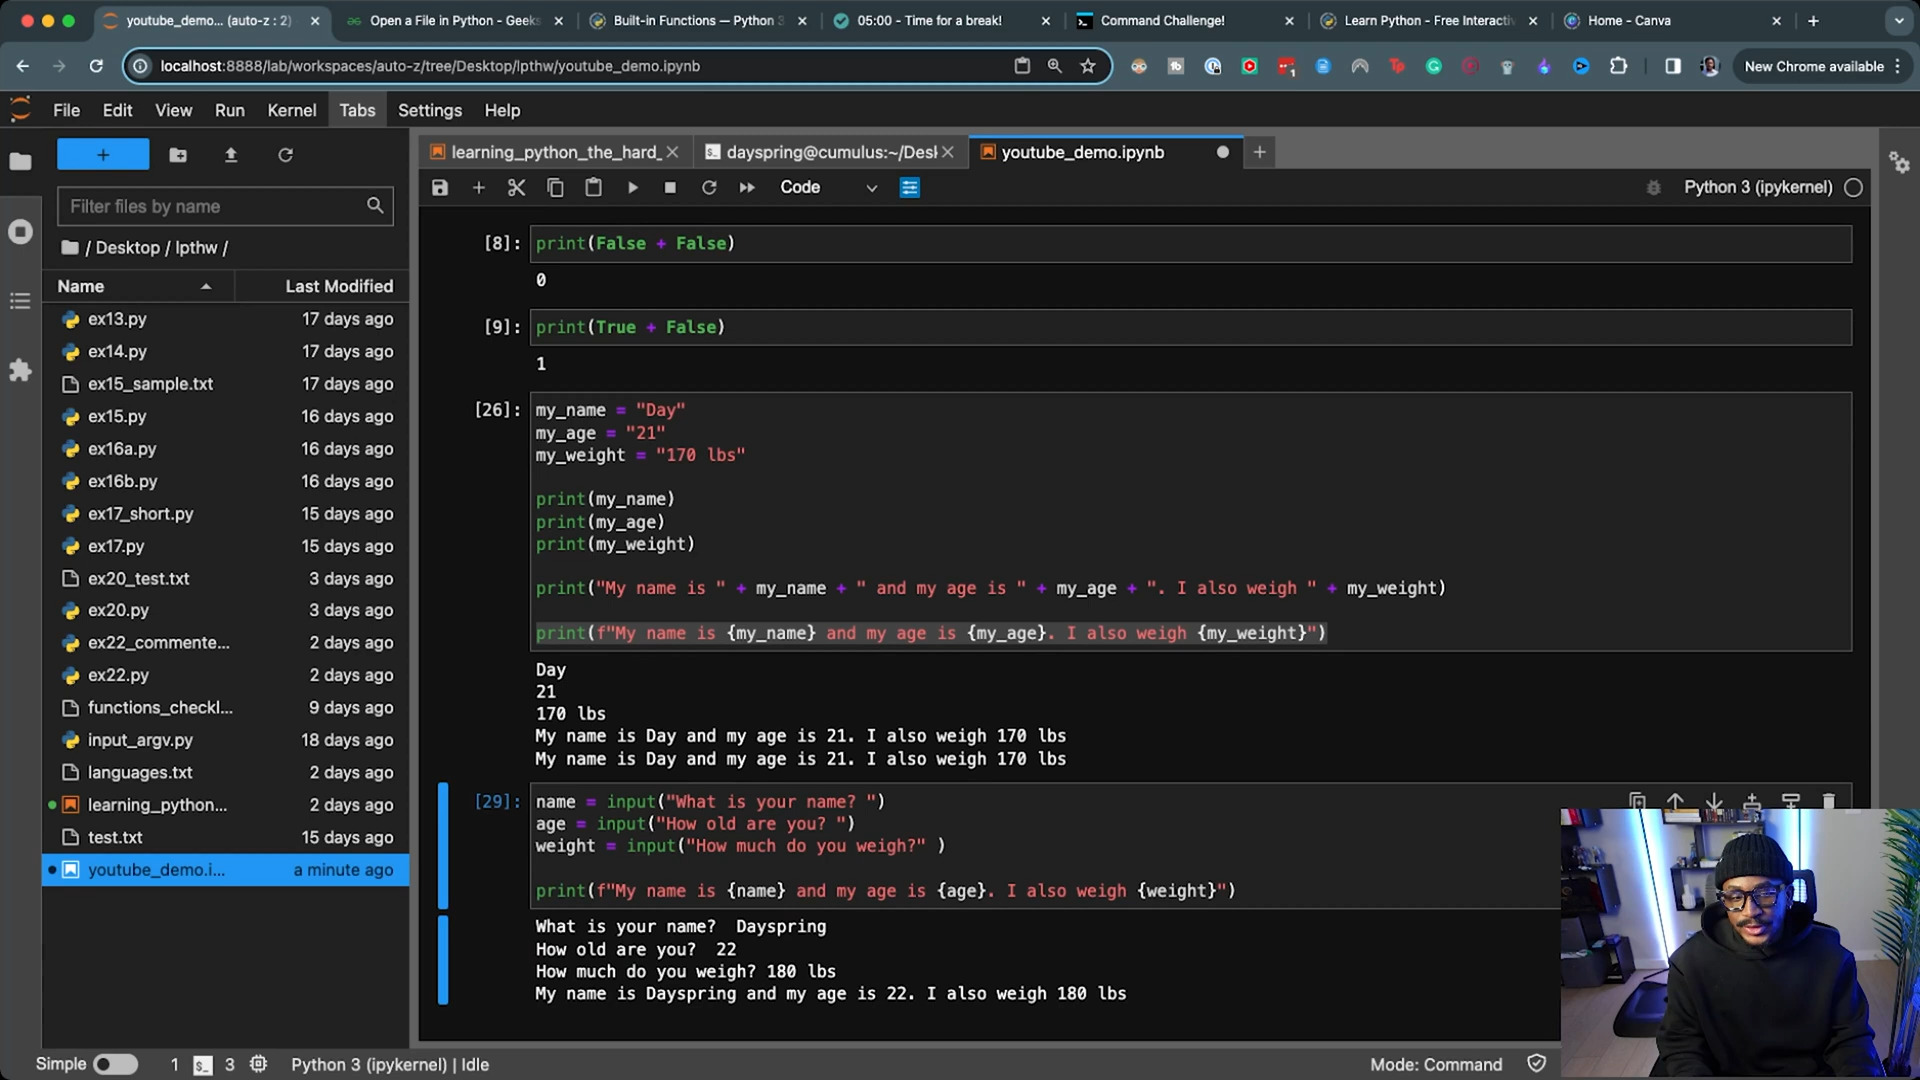 youtube_demo... (auto-z : 2)
Open a File in Python - Geeks
Built-in Functions — Python 3
05:00 - Time for a break!
Command Challenge!
Learn Python - Free Interacti
Home - Canva
localhost:8888/lab/workspaces/auto-z/tree/Desktop/lpthw/youtube_demo.ipynb
New Chrome available
File Edit View Run Kernel Tabs Settings Help
learning_python_the_hard_
dayspring@cumulus:~/Desl
youtube_demo.ipynb
Code
Python 3 (ipykernel)
Filter files by name
/ Desktop / lpthw /
Name Last Modified
ex13.py 17 days ago
ex14.py 17 days ago
ex15_sample.txt 17 days ago
ex15.py 16 days ago
ex16a.py 16 days ago
ex16b.py 16 days ago
ex17_short.py 15 days ago
ex17.py 15 days ago
ex20_test.txt 3 days ago
ex20.py 3 days ago
ex22_commente... 2 days ago
ex22.py 2 days ago
functions_checkl... 9 days ago
input_argv.py 18 days ago
languages.txt 2 days ago
learning_python... 2 days ago
test.txt 15 days ago
youtube_demo.i... a minute ago
[8]: print(False + False)
0
[9]: print(True + False)
1
[26]: my_name = "Day"
my_age = "21"
my_weight = "170 lbs"
print(my_name)
print(my_age)
print(my_weight)
print("My name is " + my_name + " and my age is " + my_age + ". I also weigh " + my_weight)
print(f"My name is {my_name} and my age is {my_age}. I also weigh {my_weight}")
Day
21
170 lbs
My name is Day and my age is 21. I also weigh 170 lbs
My name is Day and my age is 21. I also weigh 170 lbs
[29]: name = input("What is your name? ")
age = input("How old are you? ")
weight = input("How much do you weigh?" )
print(f"My name is {name} and my age is {age}. I also weigh {weight}")
What is your name? Dayspring
How old are you? 22
How much do you weigh? 180 lbs
My name is Dayspring and my age is 22. I also weigh 180 lbs
Simple 1 3 Python 3 (ipykernel) | Idle
Mode: Command